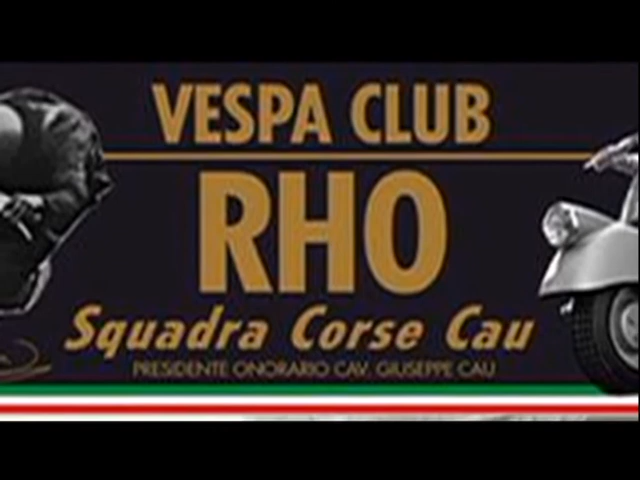 VESPA CLUB
RHO
Squadra Corse Cau
PRESIDENTE ONORARIO CAV. GIUSEPPE CAU